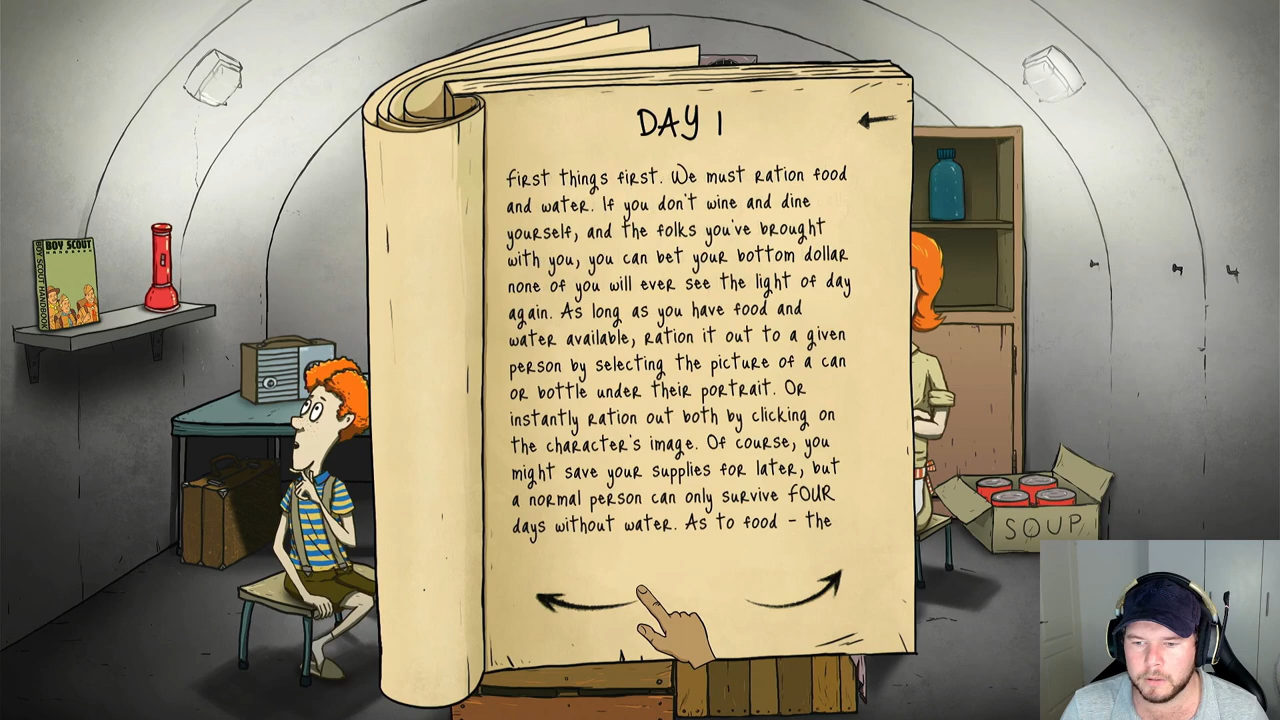 DAY 1
first things first. We must ration food
and water. If you don't wine and dine
yourself, and the folks you've brought
with you, you can bet your bottom dollar
none of you will ever see the light of day
again. As long as you have food and
water available, ration it out to a given
person by selecting the picture of a can
or bottle under their portrait. Or
instantly ration out both by clicking on
the character's image. Of course, you
might save your supplies for later, but
a normal person can only survive FOUR
days without water. As to food - the
BOY SCOUT
HANDBOOK
BOY SCOUT HANDBOOK
SOUP